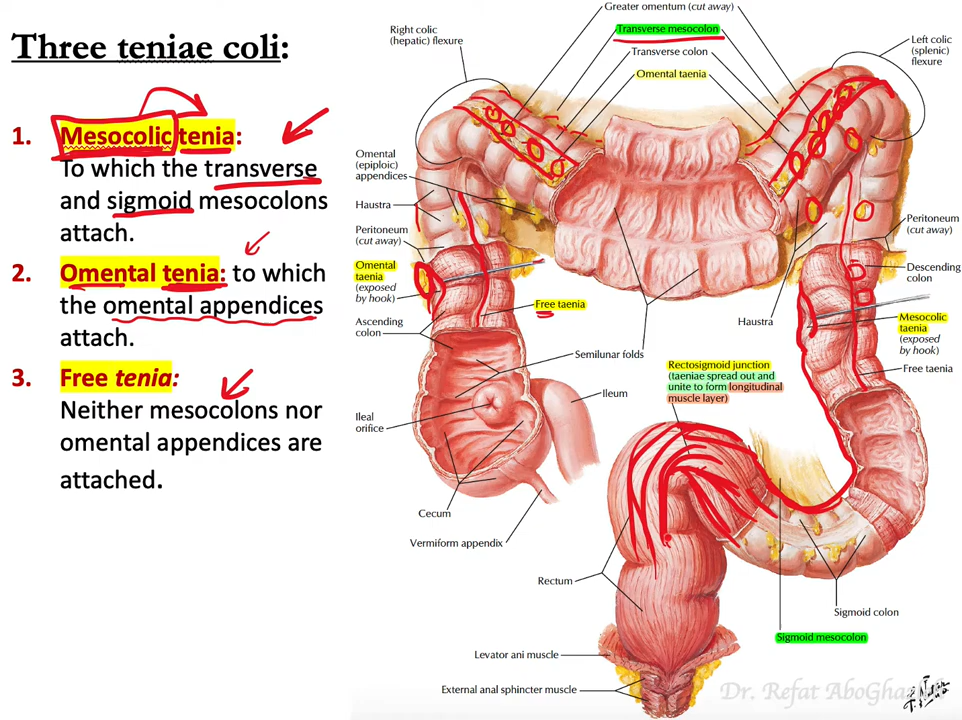 Three teniae coli:
1. Mesocolic tenia:
To which the transverse
and sigmoid mesocolons
attach.
2. Omental tenia: to which
the omental appendices
attach.
3. Free tenia:
Neither mesocolons nor
omental appendices are
attached.
Greater omentum (cut away)
Transverse mesocolon
Transverse colon
Omental taenia
Right colic
(hepatic) flexure
Left colic
(splenic)
flexure
Omental
(epiploic)
appendices
Haustra
Peritoneum
(cut away)
Omental
taenia
(exposed
by hook)
Ascending
colon
Free taenia
Semilunar folds
Ileum
Ileal
orifice
Cecum
Vermiform appendix
Peritoneum
(cut away)
Descending
colon
Haustra
Mesocolic
taenia
(exposed
by hook)
Free taenia
Rectosigmoid junction
(taeniae spread out and
unite to form longitudinal
muscle layer)
Rectum
Sigmoid colon
Sigmoid mesocolon
Levator ani muscle
External anal sphincter muscle